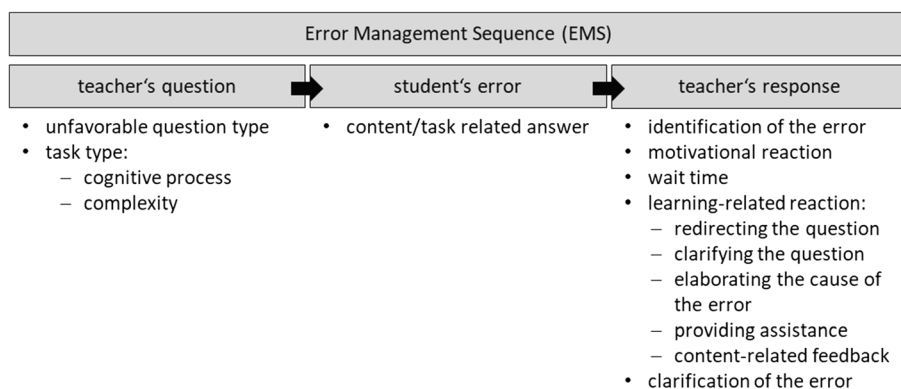 Error Management Sequence (EMS)
teacher‘s question
student‘s error
teacher‘s response
• unfavorable question type
• task type:
– cognitive process
– complexity
• content/task related answer
• identification of the error
• motivational reaction
• wait time
• learning-related reaction:
– redirecting the question
– clarifying the question
– elaborating the cause of
the error
– providing assistance
– content-related feedback
• clarification of the error